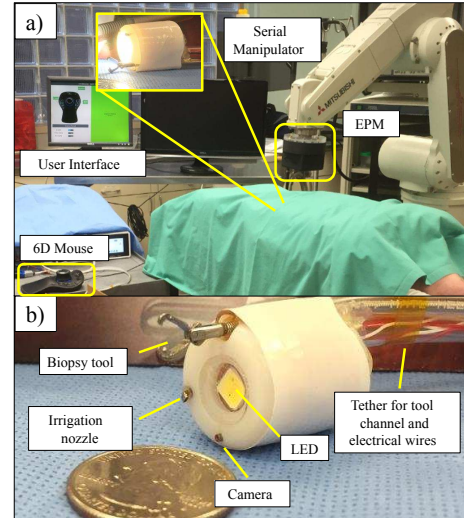 a)
Serial
Manipulator
MITSUBISHI
EPM
User Interface
6D Mouse
b)
Biopsy tool
Irrigation
nozzle
Tether for tool
channel and
electrical wires
LED
Camera